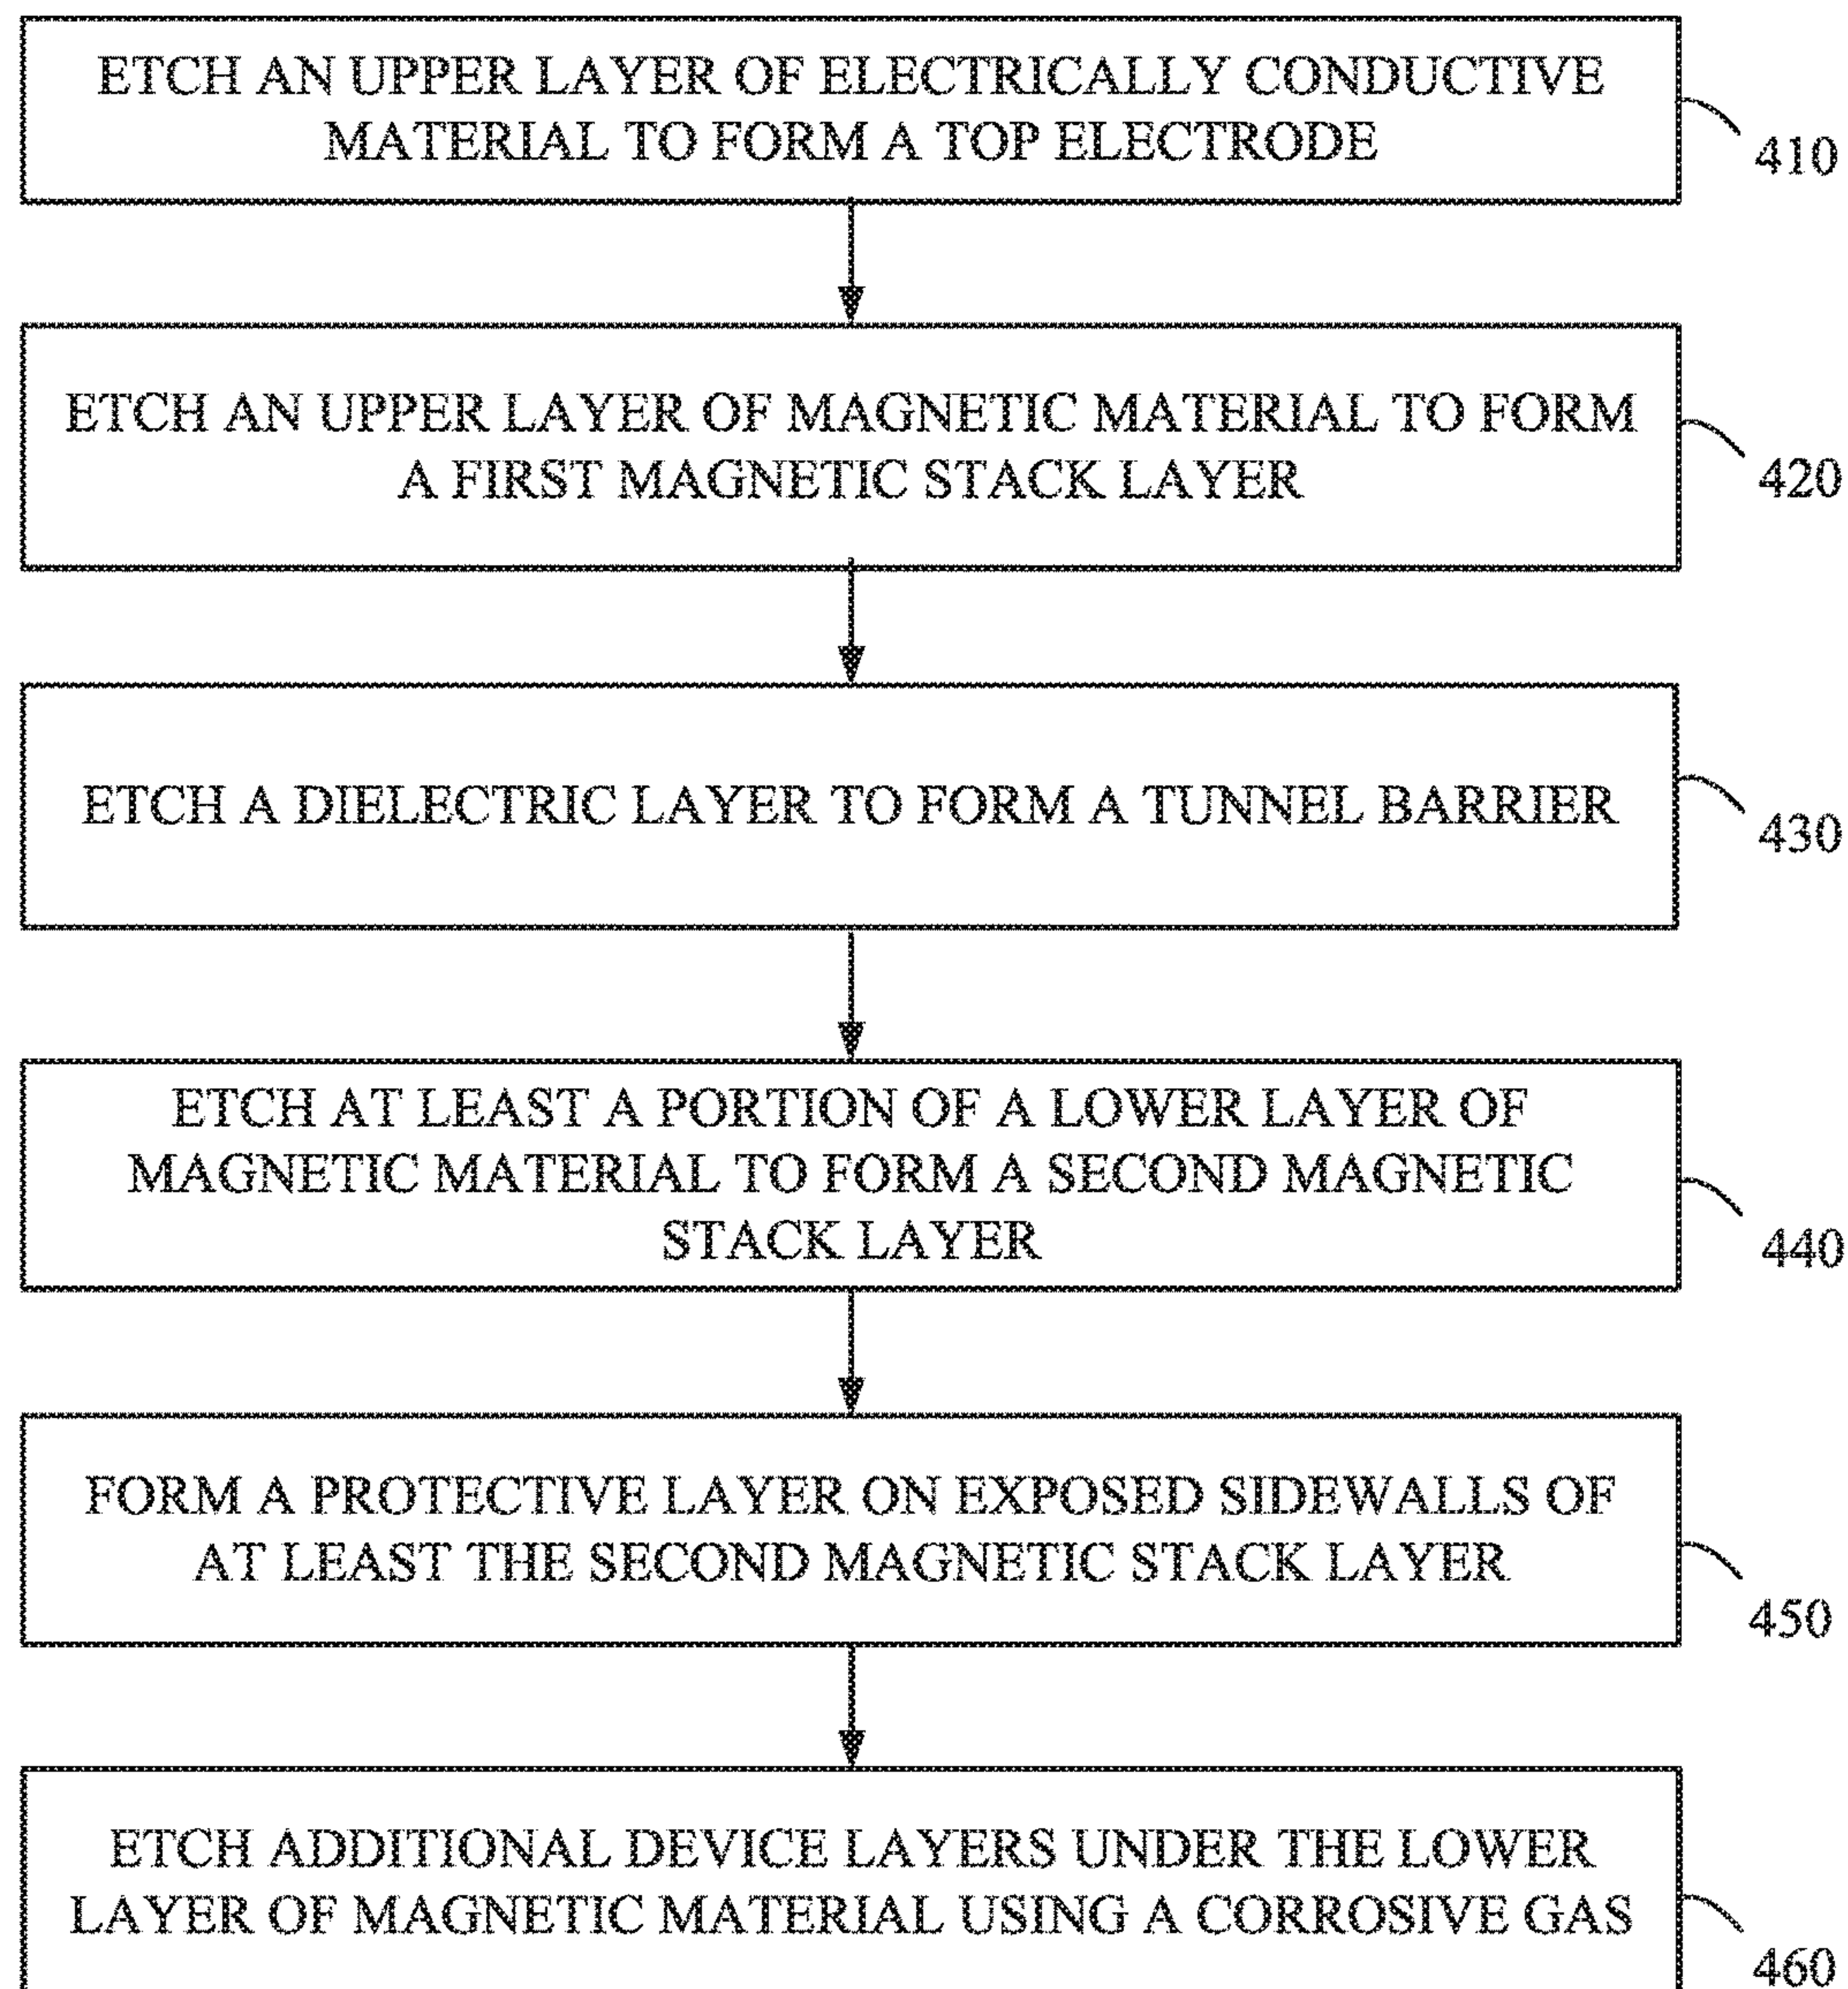 ETCH AN UPPER LAYER OF ELECTRICALLY CONDUCTIVE
MATERIAL TO FORM A TOP ELECTRODE
410
ETCH AN UPPER LAYER OF MAGNETIC MATERIAL TO FORM
A FIRST MAGNETIC STACK LAYER
420
ETCH A DIELECTRIC LAYER TO FORM A TUNNEL BARRIER
430
ETCH AT LEAST A PORTION OF A LOWER LAYER OF
MAGNETIC MATERIAL TO FORM A SECOND MAGNETIC
STACK LAYER
440
FORM A PROTECTIVE LAYER ON EXPOSED SIDEWALLS OF
AT LEAST THE SECOND MAGNETIC STACK LAYER
450
ETCH ADDITIONAL DEVICE LAYERS UNDER THE LOWER
LAYER OF MAGNETIC MATERIAL USING A CORROSIVE GAS
460